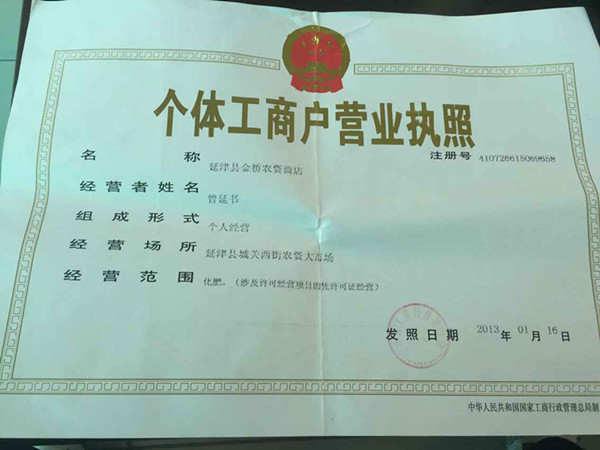 个体工商户营业执照
注册号 410726615069658
名称 延津县金桥农资商店
经营者姓名 曾延书
组成形式 个人经营
经营场所 延津县城关西街农资大市场
经营范围 化肥。（涉及许可经营项目的凭许可证经营）
发照日期 2013 年 01 月 16 日
中华人民共和国国家工商行政管理总局制